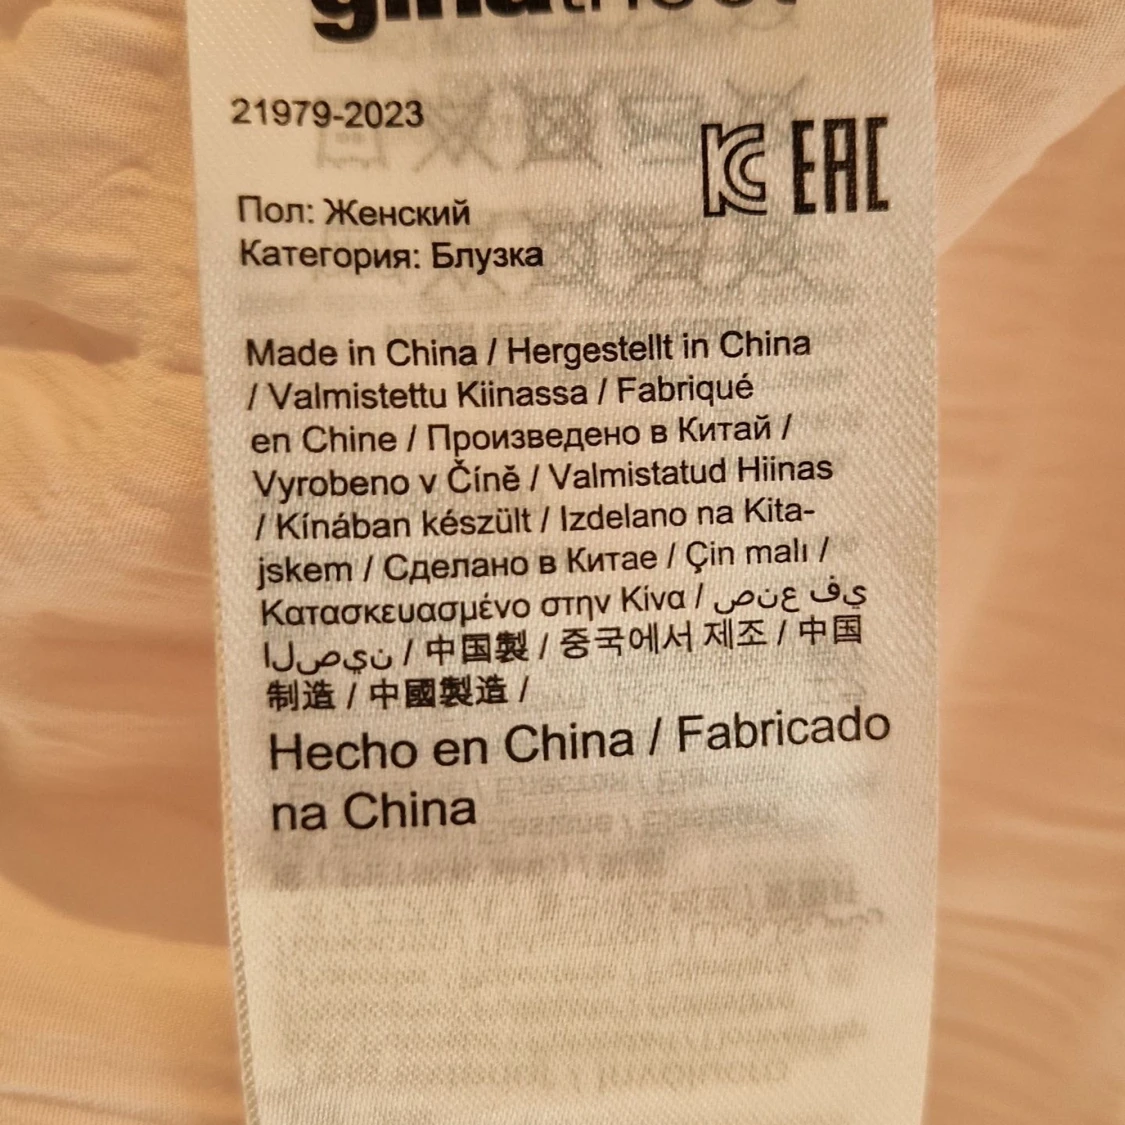 21979-2023
KC EAC
Пол: Женский
Категория: Блузка
Made in China / Hergestellt in China
/ Valmistettu Kiinassa / Fabriqué
en Chine / Произведено в Китай /
Vyrobeno v Číně / Valmistatud Hiinas
/ Kínában készült / Izdelano na Kita-
jskem / Сделано в Китае / Çin malı /
Κατασκευασμένο στην Κίνα / ﺹﻥﻉ ﻑﻱ
ﺍﻝﺹﻱﻥ / 中国製 / 중국에서 제조 / 中国
制造 / 中國製造 /
Hecho en China / Fabricado
na China